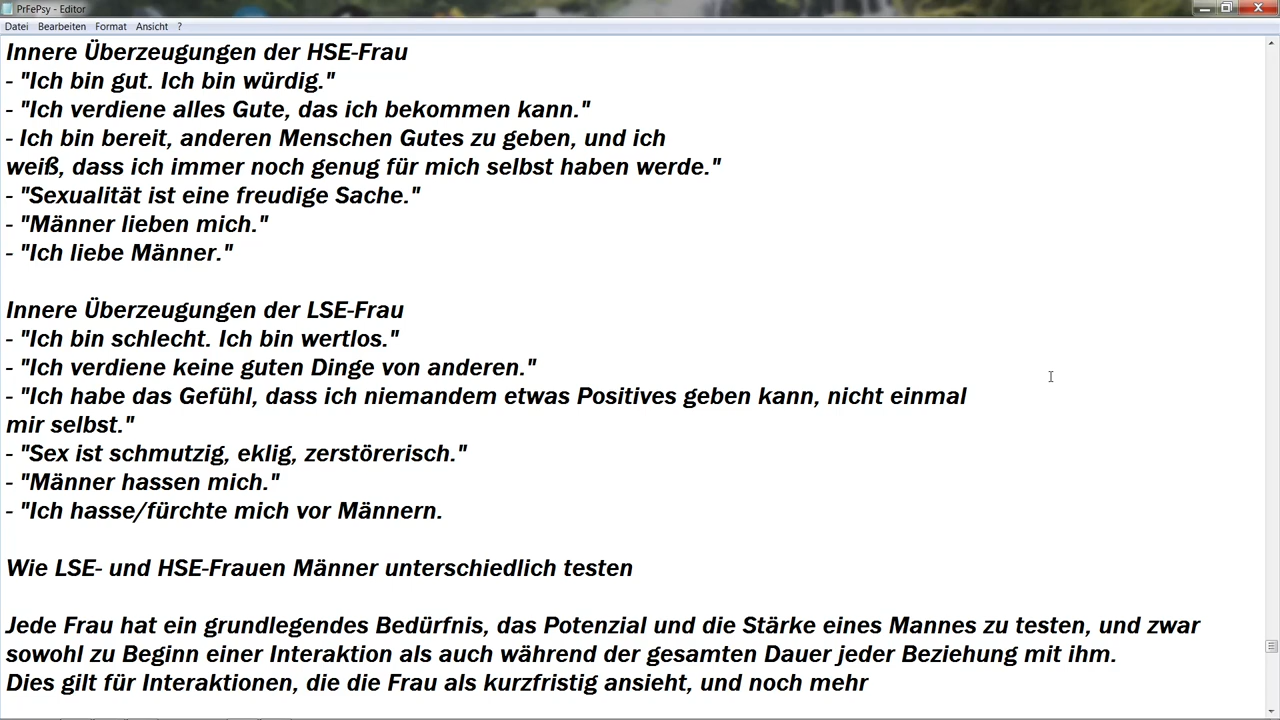 PrFePsy - Editor
Datei Bearbeiten Format Ansicht ?
Innere Überzeugungen der HSE-Frau
- "Ich bin gut. Ich bin würdig."
- "Ich verdiene alles Gute, das ich bekommen kann."
- Ich bin bereit, anderen Menschen Gutes zu geben, und ich
weiß, dass ich immer noch genug für mich selbst haben werde."
- "Sexualität ist eine freudige Sache."
- "Männer lieben mich."
- "Ich liebe Männer."
Innere Überzeugungen der LSE-Frau
- "Ich bin schlecht. Ich bin wertlos."
- "Ich verdiene keine guten Dinge von anderen."
- "Ich habe das Gefühl, dass ich niemandem etwas Positives geben kann, nicht einmal
mir selbst."
- "Sex ist schmutzig, eklig, zerstörerisch."
- "Männer hassen mich."
- "Ich hasse/fürchte mich vor Männern.
Wie LSE- und HSE-Frauen Männer unterschiedlich testen
Jede Frau hat ein grundlegendes Bedürfnis, das Potenzial und die Stärke eines Mannes zu testen, und zwar
sowohl zu Beginn einer Interaktion als auch während der gesamten Dauer jeder Beziehung mit ihm.
Dies gilt für Interaktionen, die die Frau als kurzfristig ansieht, und noch mehr